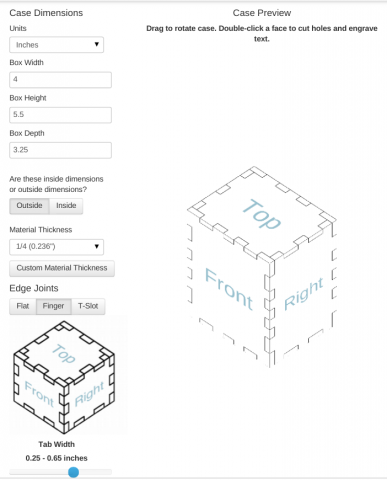 Case Dimensions
Units
Inches
Box Width
4
Box Height
5.5
Box Depth
3.25
Are these inside dimensions
or outside dimensions?
Outside Inside
Material Thickness
1/4 (0.236")
Custom Material Thickness
Edge Joints
Flat Finger T-Slot
Top
Front Right
Tab Width
0.25 - 0.65 inches
Case Preview
Drag to rotate case. Double-click a face to cut holes and engrave
text.
Top
Front Right